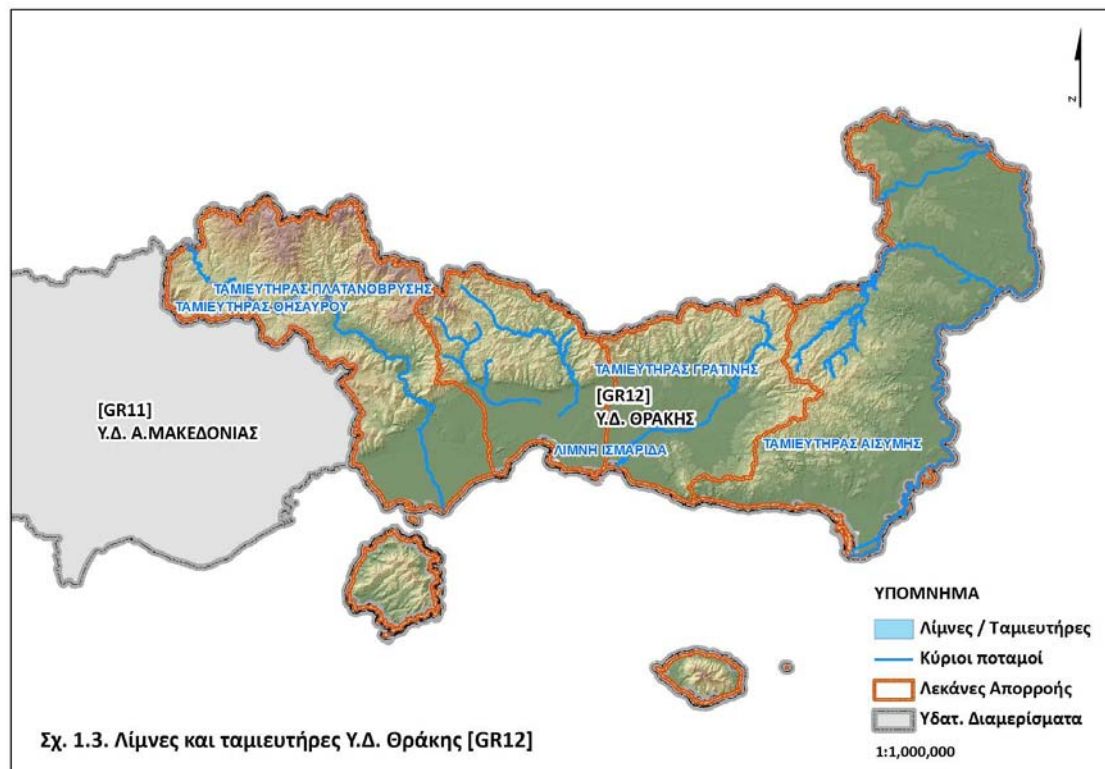 z
ΤΑΜΙΕΥΤΗΡΑΣ ΠΛΑΤΑΝΟΒΡΥΣΗΣ
ΤΑΜΙΕΥΤΗΡΑΣ ΘΗΣΑΥΡΟΥ
ΤΑΜΙΕΥΤΗΡΑΣ ΓΡΑΤΙΝΗΣ
[GR12]
Υ.Δ. ΘΡΑΚΗΣ
[GR11]
Υ.Δ. Α.ΜΑΚΕΔΟΝΙΑΣ
ΛΙΜΝΗ ΙΣΜΑΡΙΔΑ
ΤΑΜΙΕΥΤΗΡΑΣ ΑΙΣΥΜΗΣ
ΥΠΟΜΝΗΜΑ
Λίμνες / Ταμιευτήρες
Κύριοι ποταμοί
Λεκάνες Απορροής
Υδατ. Διαμερίσματα
1:1,000,000
Σχ. 1.3. Λίμνες και ταμιευτήρες Υ.Δ. Θράκης [GR12]